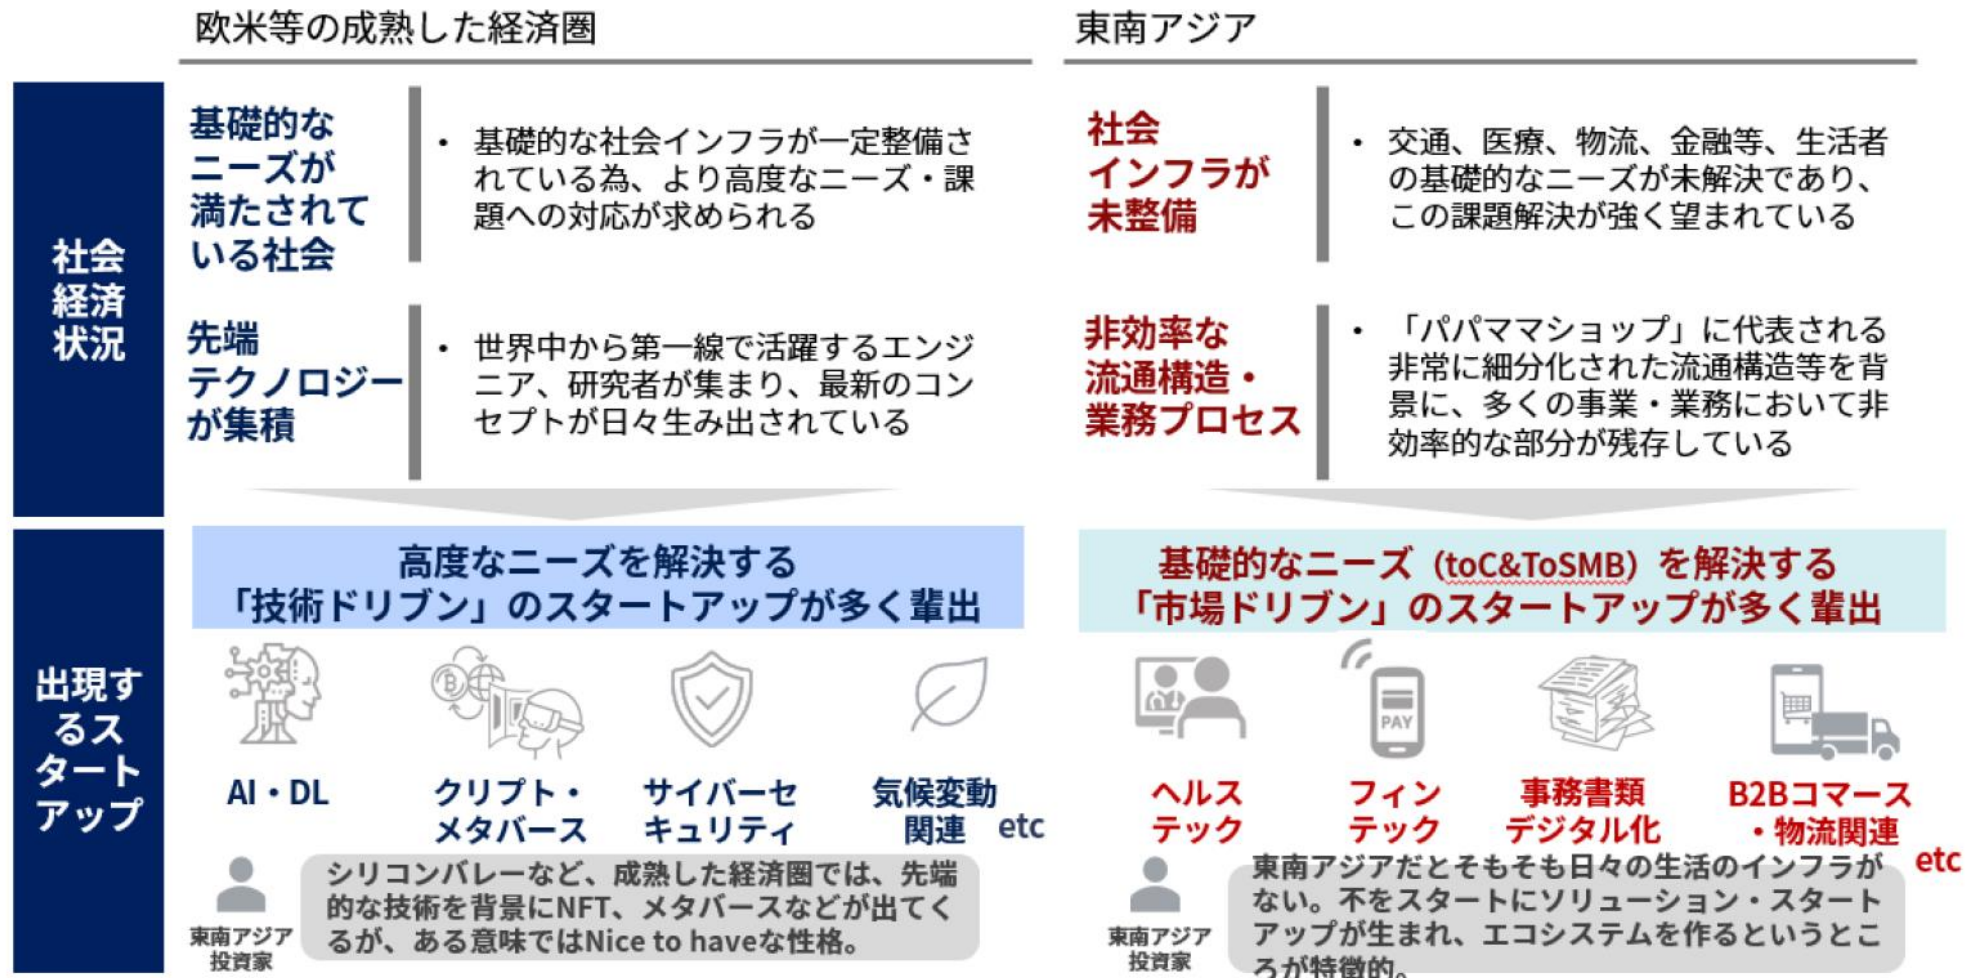 欧米等の成熟した経済圏
東南アジア
社会
経済
状況
基礎的な
ニーズが
満たされて
いる社会
・ 基礎的な社会インフラが一定整備さ
れている為、より高度なニーズ・課
題への対応が求められる
先端
テクノロジー
が集積
・ 世界中から第一線で活躍するエンジ
ニア、研究者が集まり、最新のコン
セプトが日々生み出されている
社会
インフラが
未整備
・ 交通、医療、物流、金融等、生活者
の基礎的なニーズが未解決であり、
この課題解決が強く望まれている
非効率な
流通構造・
業務プロセス
・ 「パパママショップ」に代表される
非常に細分化された流通構造等を背
景に、多くの事業・業務において非
効率的な部分が残存している
出現す
るス
タート
アップ
高度なニーズを解決する
「技術ドリブン」のスタートアップが多く輩出
AI・DL
クリプト・
メタバース
サイバーセ
キュリティ
気候変動
関連
etc
東南アジア
投資家
シリコンバレーなど、成熟した経済圏では、先端
的な技術を背景にNFT、メタバースなどが出てく
るが、ある意味ではNice to haveな性格。
基礎的なニーズ（toC&ToSMB）を解決する
「市場ドリブン」のスタートアップが多く輩出
PAY
ヘルス
テック
フィン
テック
事務書類
デジタル化
B2Bコマース
・物流関連
etc
東南アジア
投資家
東南アジアだとそもそも日々の生活のインフラが
ない。不をスタートにソリューション・スタート
アップが生まれ、エコシステムを作るというとこ
ろが特徴的。